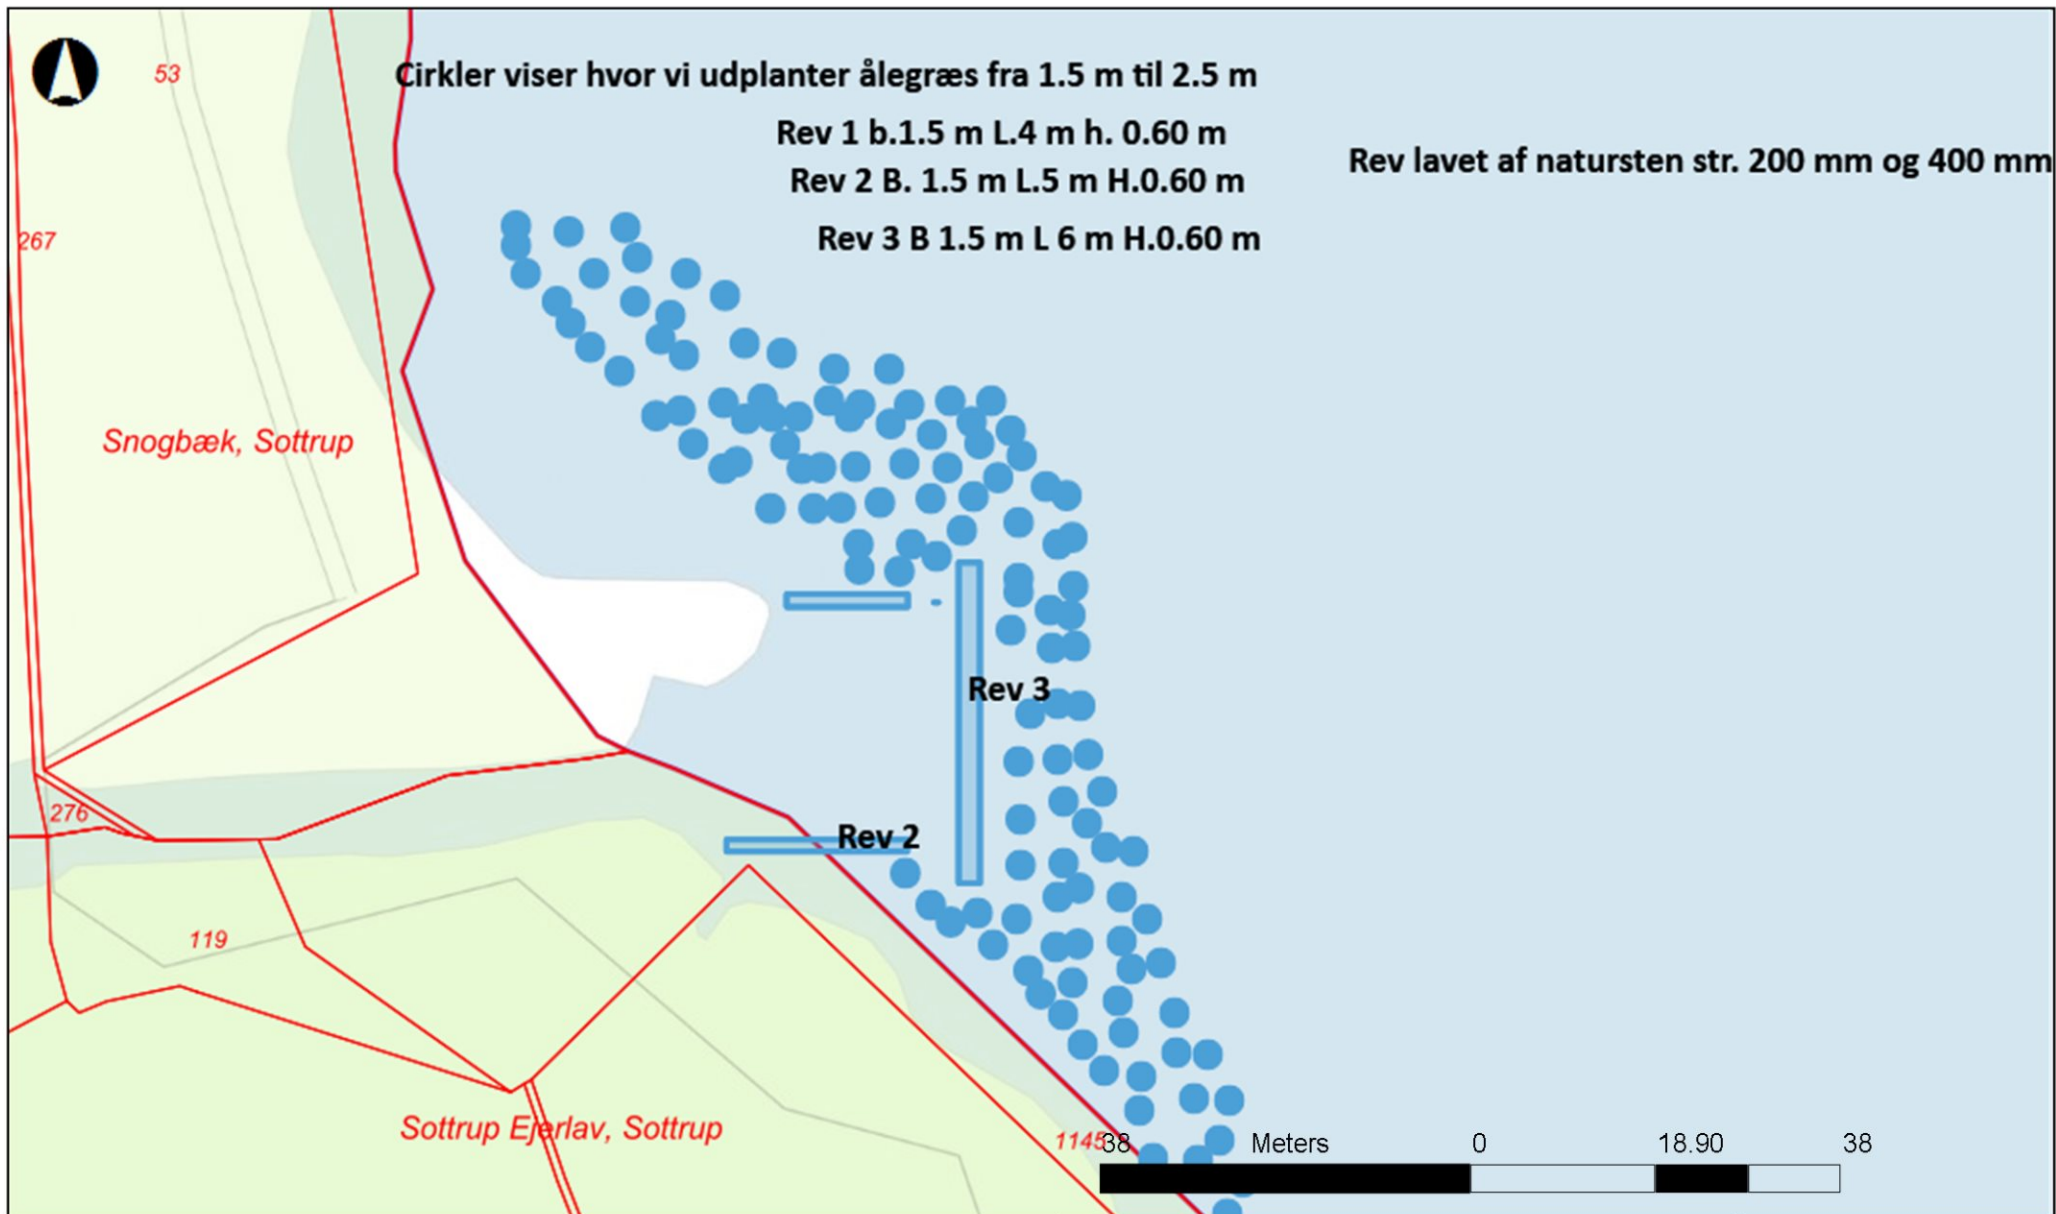 53
Cirkler viser hvor vi udplanter ålegræs fra 1.5 m til 2.5 m
Rev 1 b.1.5 m L.4 m h. 0.60 m
Rev lavet af natursten str. 200 mm og 400 mm
Rev 2 B. 1.5 m L.5 m H.0.60 m
267
Rev 3 B 1.5 m L 6 m H.0.60 m
Snogbæk, Sottrup
Rev 3
276
Rev 2
119
Sottrup Ejerlav, Sottrup
1145
38 Meters 0 18.90 38